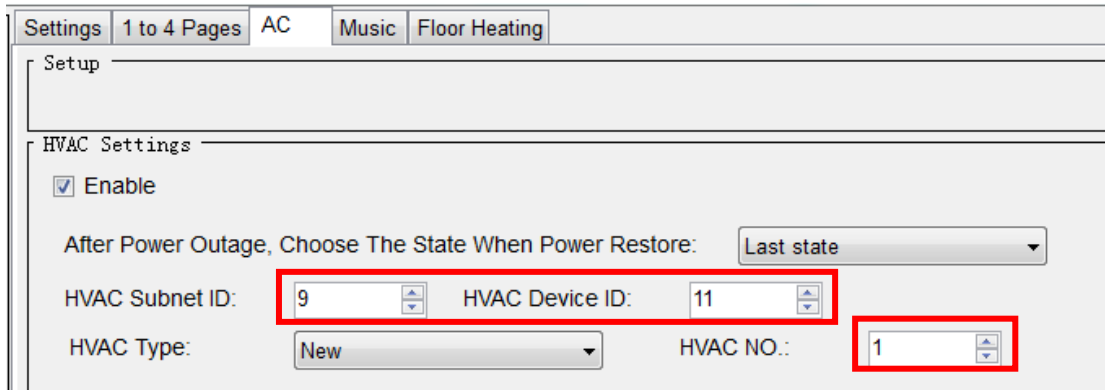 Settings 1 to 4 Pages AC Music Floor Heating
Setup
HVAC Settings
Enable
After Power Outage, Choose The State When Power Restore: Last state
HVAC Subnet ID: 9 HVAC Device ID: 11
HVAC Type: New HVAC NO.: 1